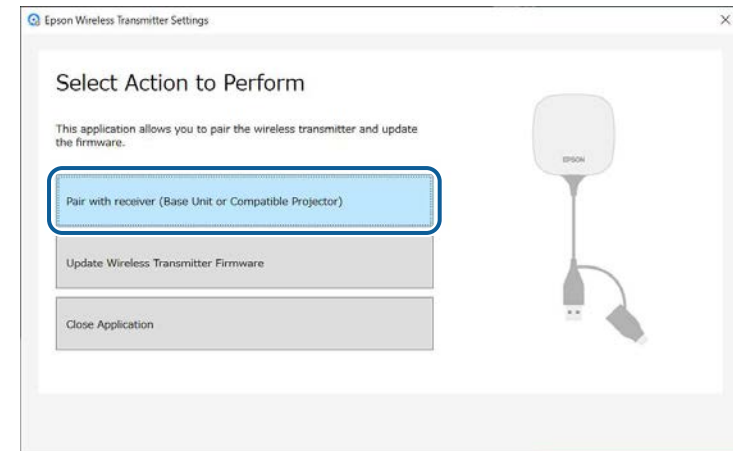 Epson Wireless Transmitter Settings
Select Action to Perform
This application allows you to pair the wireless transmitter and update
the firmware.
EPSON
Pair with receiver (Base Unit or Compatible Projector)
Update Wireless Transmitter Firmware
Close Application